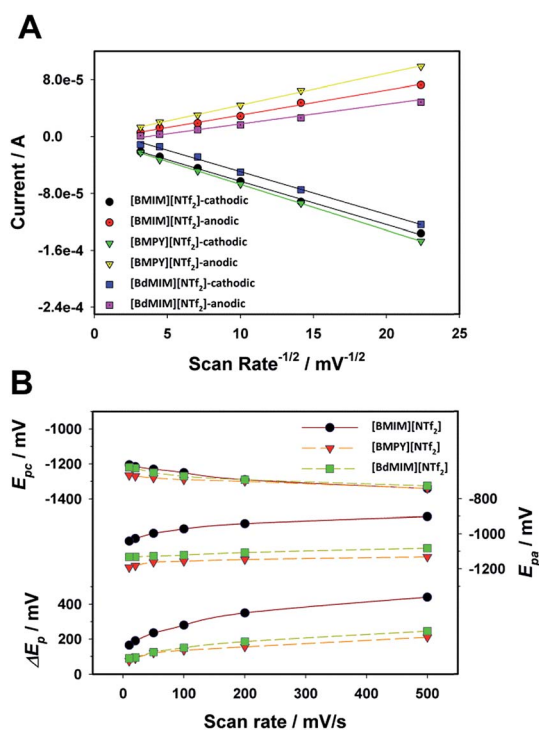 A
8.0e-5
0.0
-8.0e-5
-1.6e-4
-2.4e-4
Current / A
[BMIM][NTf2]-cathodic
[BMIM][NTf2]-anodic
[BMPY][NTf2]-cathodic
[BMPY][NTf2]-anodic
[BdMIM][NTf2]-cathodic
[BdMIM][NTf2]-anodic
0 5 10 15 20 25
Scan Rate-1/2 / mV-1/2
B
-1000
-1200
-1400
Epc / mV
[BMIM][NTf2]
[BMPY][NTf2]
[BdMIM][NTf2]
-800
-1000
-1200
Epa / mV
400
200
0
ΔEp / mV
0 100 200 300 400 500
Scan rate / mV/s